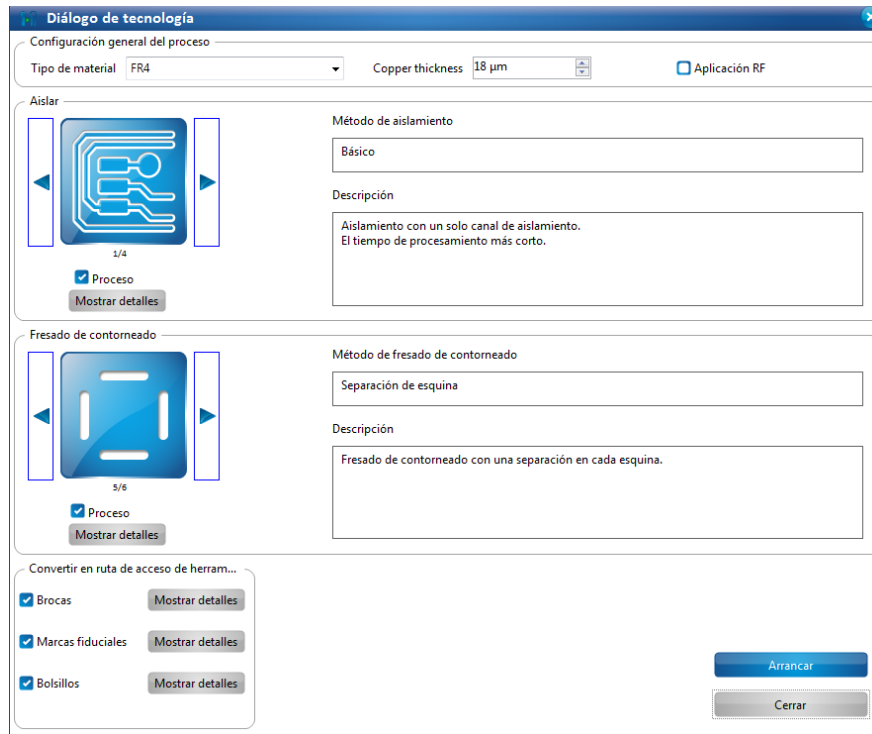 Diálogo de tecnología
Configuración general del proceso
Tipo de material FR4 Copper thickness 18 µm Aplicación RF
Aislar
Método de aislamiento
Básico
Descripción
Aislamiento con un solo canal de aislamiento.
El tiempo de procesamiento más corto.
1/4
Proceso
Mostrar detalles
Fresado de contorneado
Método de fresado de contorneado
Separación de esquina
Descripción
Fresado de contorneado con una separación en cada esquina.
5/6
Proceso
Mostrar detalles
Convertir en ruta de acceso de herram...
Brocas Mostrar detalles
Marcas fiduciales Mostrar detalles
Bolsillos Mostrar detalles
Arrancar
Cerrar